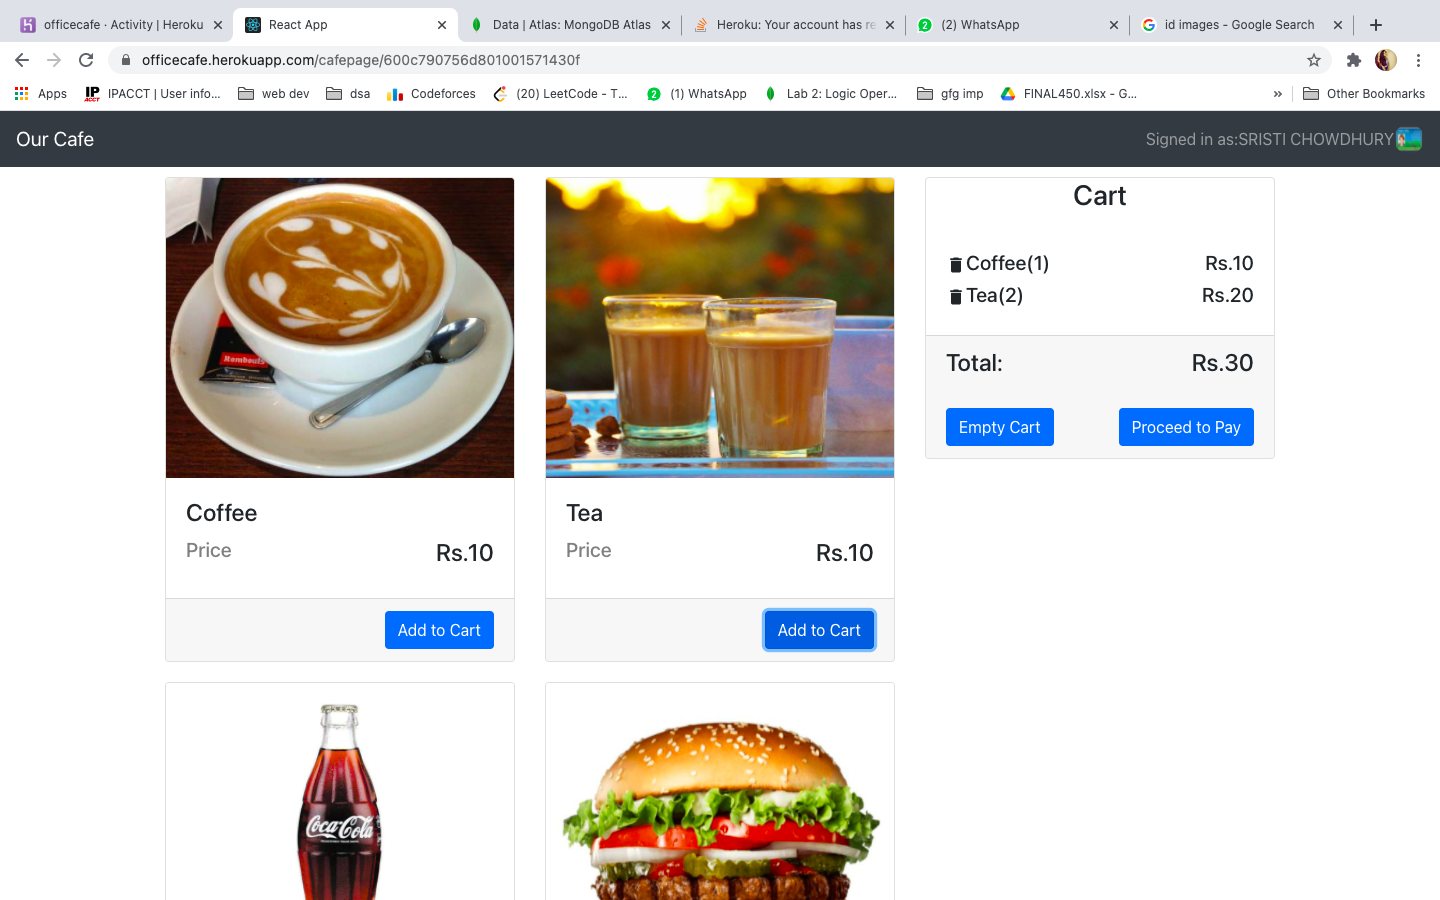 officecafe · Activity | Heroku
React App
Data | Atlas: MongoDB Atlas
Heroku: Your account has re
(2) WhatsApp
id images - Google Search
officecafe.herokuapp.com/cafepage/600c790756d801001571430f
Apps
IPACCT | User info...
web dev
dsa
Codeforces
(20) LeetCode - T...
(1) WhatsApp
Lab 2: Logic Oper...
gfg imp
FINAL450.xlsx - G...
Other Bookmarks
Our Cafe
Signed in as:SRISTI CHOWDHURY
Rombouts
Coffee
Price
Rs.10
Add to Cart
Tea
Price
Rs.10
Add to Cart
Cart
Coffee(1) Rs.10
Tea(2) Rs.20
Total: Rs.30
Empty Cart
Proceed to Pay
Coca-Cola